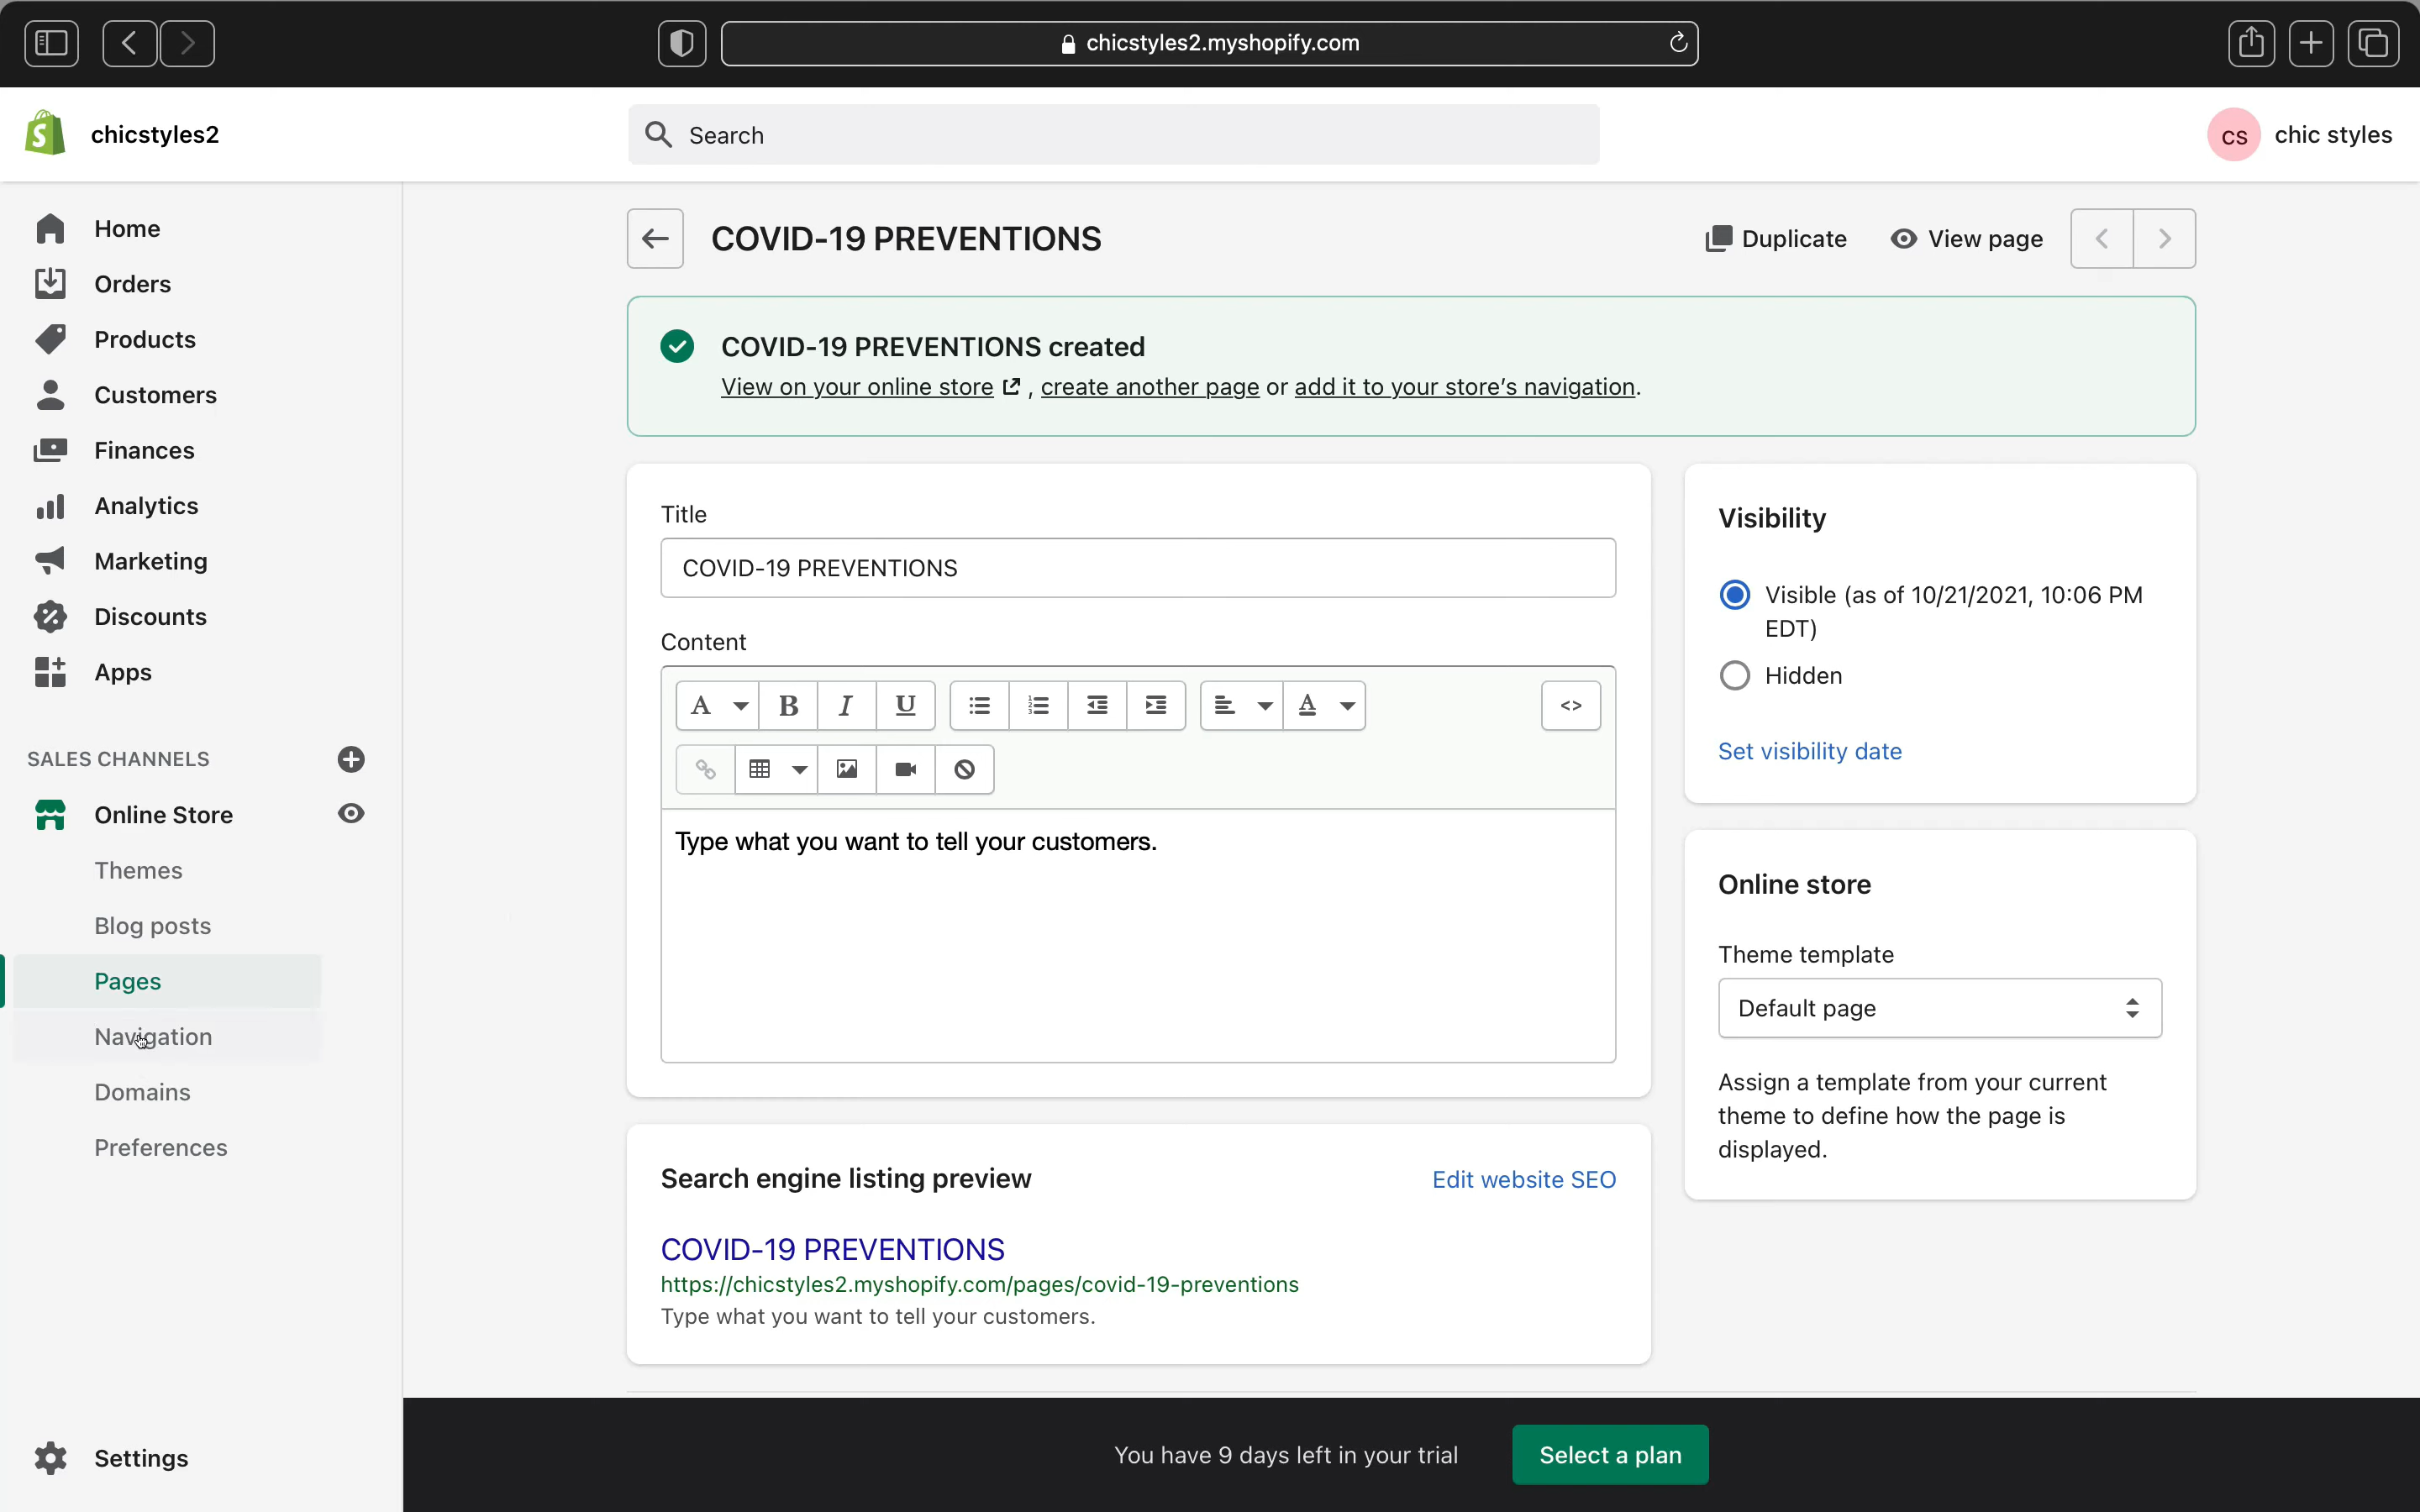 chicstyles2.myshopify.com
chicstyles2
Search
CS chic styles
Home
Orders
Products
Customers
Finances
Analytics
Marketing
Discounts
Apps
SALES CHANNELS
Online Store
Themes
Blog posts
Pages
Navigation
Domains
Preferences
Settings
COVID-19 PREVENTIONS
Duplicate
View page
COVID-19 PREVENTIONS created
View on your online store , create another page or add it to your store's navigation.
Title
COVID-19 PREVENTIONS
Content
A B I U A <>
Type what you want to tell your customers.
Search engine listing preview
Edit website SEO
COVID-19 PREVENTIONS
https://chicstyles2.myshopify.com/pages/covid-19-preventions
Type what you want to tell your customers.
Visibility
Visible (as of 10/21/2021, 10:06 PM
EDT)
Hidden
Set visibility date
Online store
Theme template
Default page
Assign a template from your current
theme to define how the page is
displayed.
You have 9 days left in your trial
Select a plan